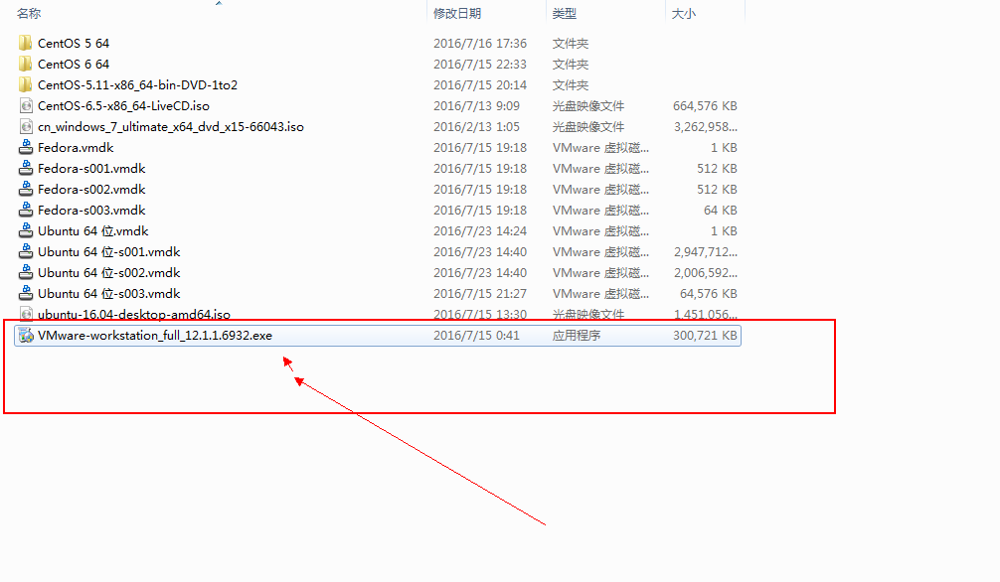 名称 修改日期 类型 大小
CentOS 5 64 2016/7/16 17:36 文件夹
CentOS 6 64 2016/7/15 22:33 文件夹
CentOS-5.11-x86_64-bin-DVD-1to2 2016/7/15 20:14 文件夹
CentOS-6.5-x86_64-LiveCD.iso 2016/7/13 9:09 光盘映像文件 664,576 KB
cn_windows_7_ultimate_x64_dvd_x15-66043.iso 2016/2/13 1:05 光盘映像文件 3,262,958...
Fedora.vmdk 2016/7/15 19:18 VMware 虚拟磁... 1 KB
Fedora-s001.vmdk 2016/7/15 19:18 VMware 虚拟磁... 512 KB
Fedora-s002.vmdk 2016/7/15 19:18 VMware 虚拟磁... 512 KB
Fedora-s003.vmdk 2016/7/15 19:18 VMware 虚拟磁... 64 KB
Ubuntu 64 位.vmdk 2016/7/23 14:24 VMware 虚拟磁... 1 KB
Ubuntu 64 位-s001.vmdk 2016/7/23 14:40 VMware 虚拟磁... 2,947,712...
Ubuntu 64 位-s002.vmdk 2016/7/23 14:40 VMware 虚拟磁... 2,006,592...
Ubuntu 64 位-s003.vmdk 2016/7/15 21:27 VMware 虚拟磁... 64,576 KB
ubuntu-16.04-desktop-amd64.iso 2016/7/15 13:30 光盘映像文件 1,451,056...
VMware-workstation_full_12.1.1.6932.exe 2016/7/15 0:41 应用程序 300,721 KB